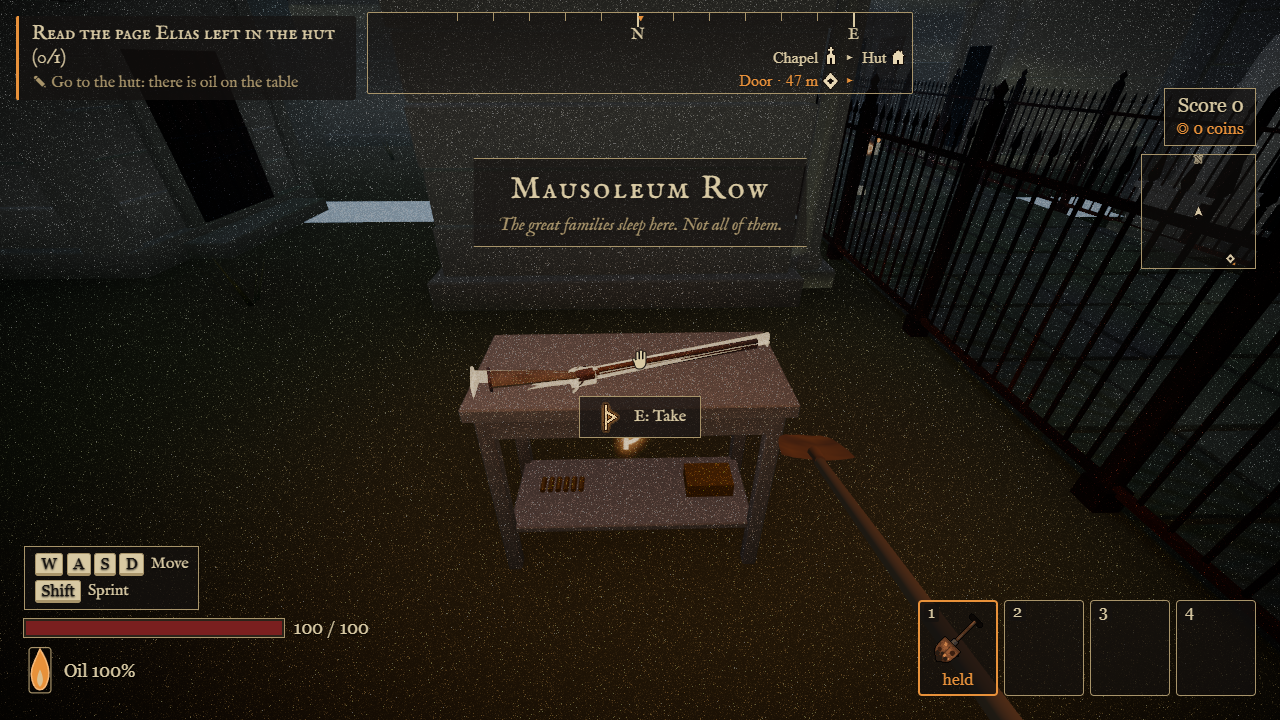 Read the page Elias left in the hut
(0/1)
Go to the hut: there is oil on the table
N
E
Chapel
Hut
Door · 47 m
Score 0
0 coins
N
Mausoleum Row
The great families sleep here. Not all of them.
E: Take
W A S D Move
Shift Sprint
100 / 100
Oil 100%
1
2
3
4
held